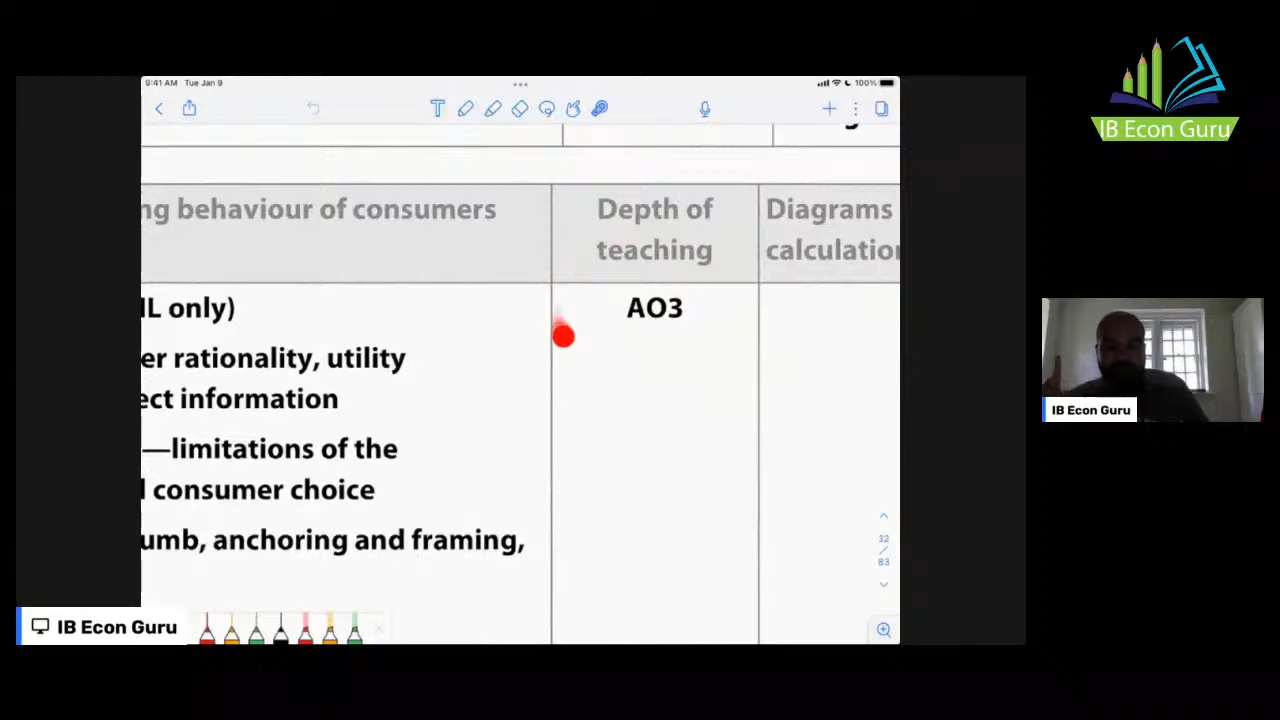 9:41 AM Tue Jan 9
100%
IB Econ Guru
ng behaviour of consumers
Depth of
teaching
Diagrams
calculation
IL only)
AO3
er rationality, utility
ect information
—limitations of the
l consumer choice
umb, anchoring and framing,
32
/
83
IB Econ Guru
IB Econ Guru